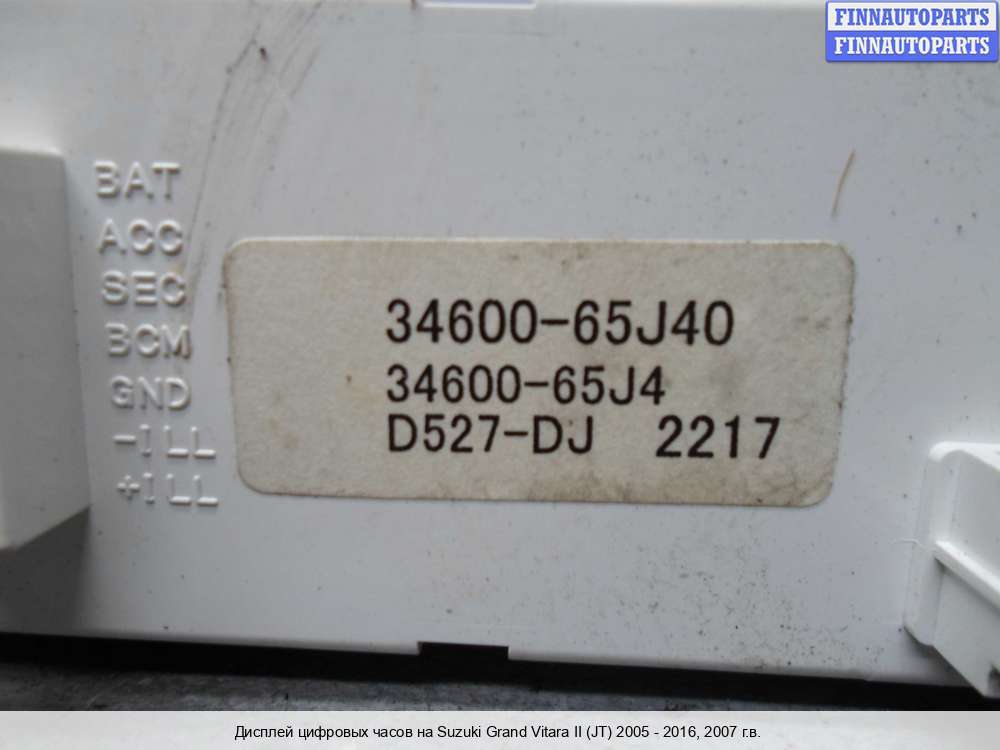 FINNAUTOPARTS
FINNAUTOPARTS
BAT
ACC
SEC
BCM
GND
-ILL
+ILL
34600-65J40
34600-65J4
D527-DJ 2217
Дисплей цифровых часов на Suzuki Grand Vitara II (JT) 2005 - 2016, 2007 г.в.